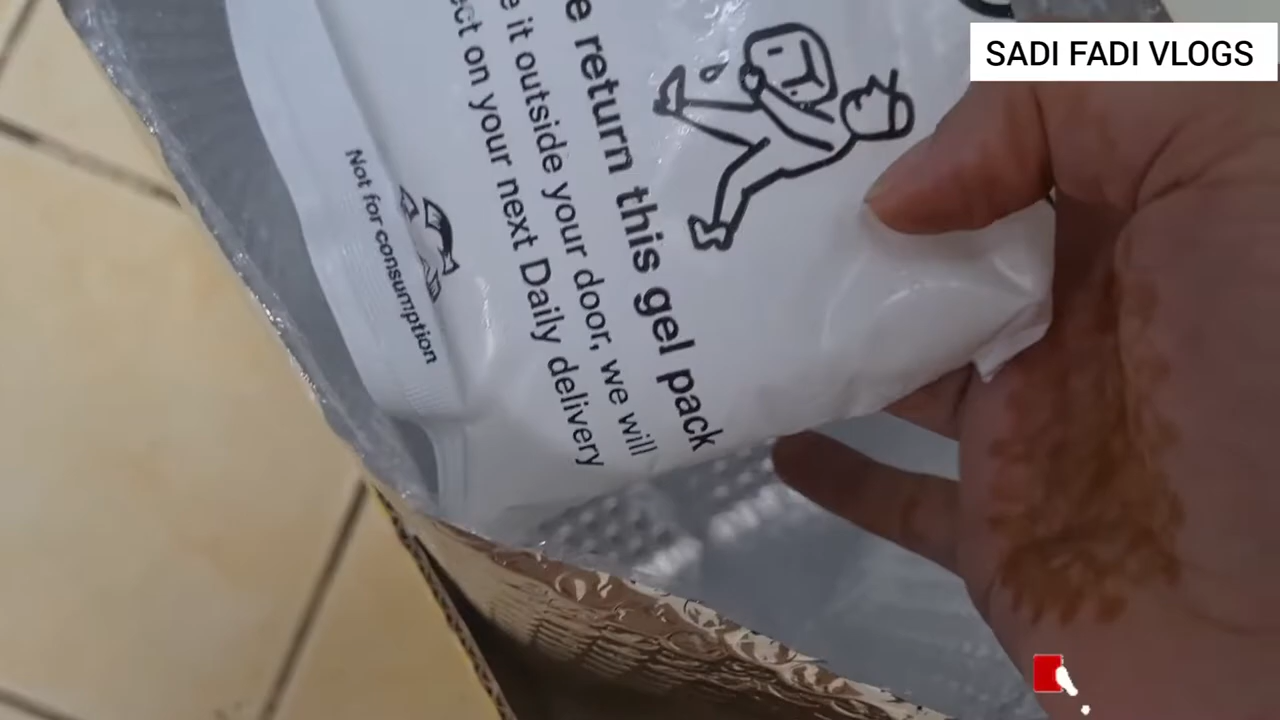 SADI FADI VLOGS
return this gel pack
it outside your door, we will
on your next Daily delivery
Not for consumption